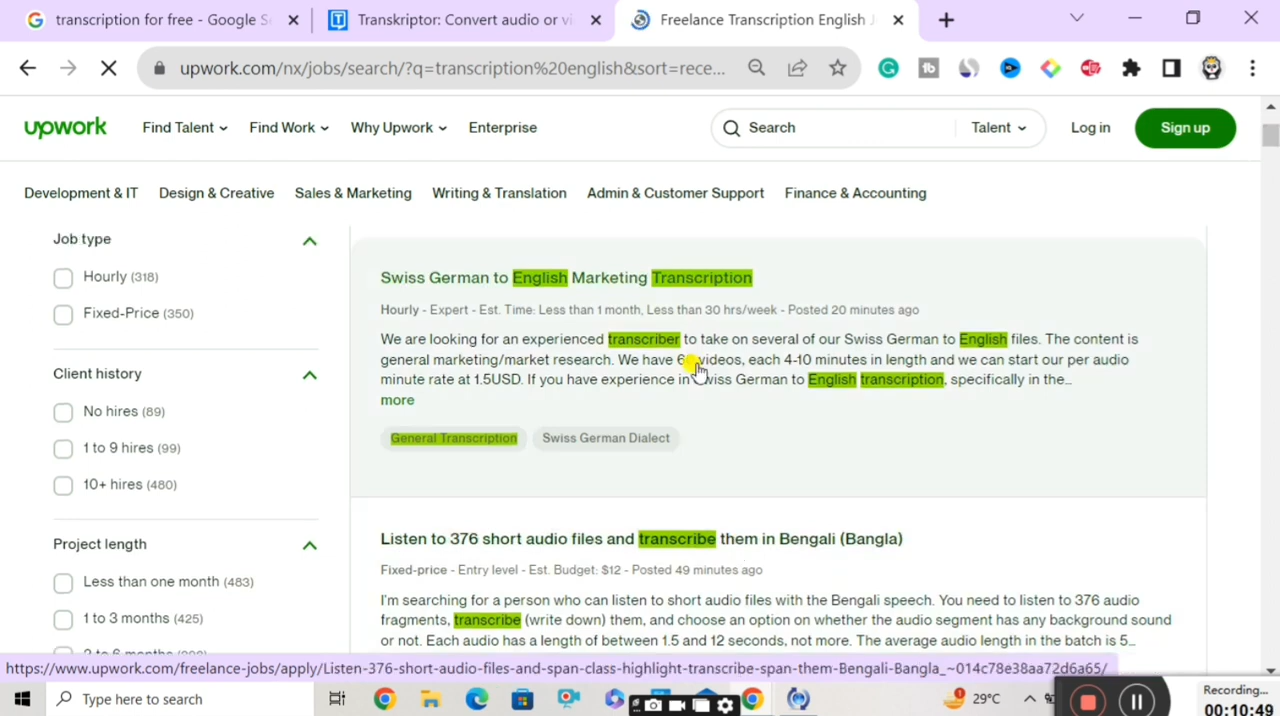 transcription for free - Google S
Transkriptor: Convert audio or vi
Freelance Transcription English J
upwork.com/nx/jobs/search/?q=transcription%20english&sort=rece...
upwork
Find Talent
Find Work
Why Upwork
Enterprise
Search
Talent
Log in
Sign up
Development & IT
Design & Creative
Sales & Marketing
Writing & Translation
Admin & Customer Support
Finance & Accounting
Job type
Hourly (318)
Fixed-Price (350)
Client history
No hires (89)
1 to 9 hires (99)
10+ hires (480)
Project length
Less than one month (483)
1 to 3 months (425)
Swiss German to English Marketing Transcription
Hourly - Expert - Est. Time: Less than 1 month, Less than 30 hrs/week - Posted 20 minutes ago
We are looking for an experienced transcriber to take on several of our Swiss German to English files. The content is
general marketing/market research. We have videos, each 4-10 minutes in length and we can start our per audio
minute rate at 1.5USD. If you have experience in Swiss German to English transcription, specifically in the...
more
General Transcription
Swiss German Dialect
Listen to 376 short audio files and transcribe them in Bengali (Bangla)
Fixed-price - Entry level - Est. Budget: $12 - Posted 49 minutes ago
I'm searching for a person who can listen to short audio files with the Bengali speech. You need to listen to 376 audio
fragments, transcribe (write down) them, and choose an option on whether the audio segment has any background sound
or not. Each audio has a length of between 1.5 and 12 seconds, not more. The average audio length in the batch is 5...
https://www.upwork.com/freelance-jobs/apply/Listen-376-short-audio-files-and-span-class-highlight-transcribe-span-them-Bengali-Bangla_~014c78e38aa72d6a65/
Type here to search
29°C
Recording...
00:10:49